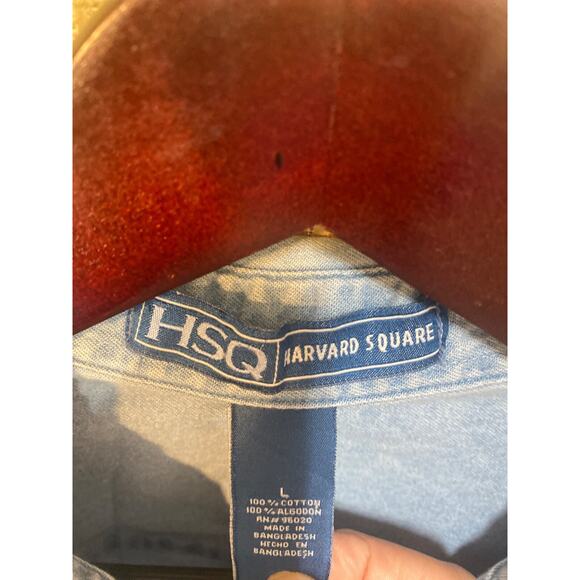 HSQ HARVARD SQUARE
L
100% COTTON
100% ALGODON
RN# 96020
MADE IN
BANGLADESH
HECHO EN
BANGLADESH